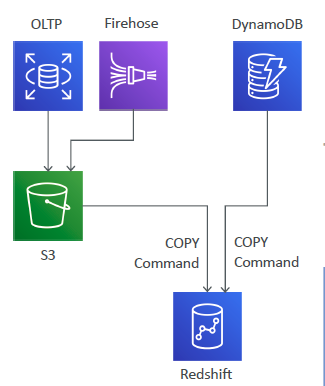 OLTP
Firehose
DynamoDB
S3
COPY
Command
COPY
Command
Redshift